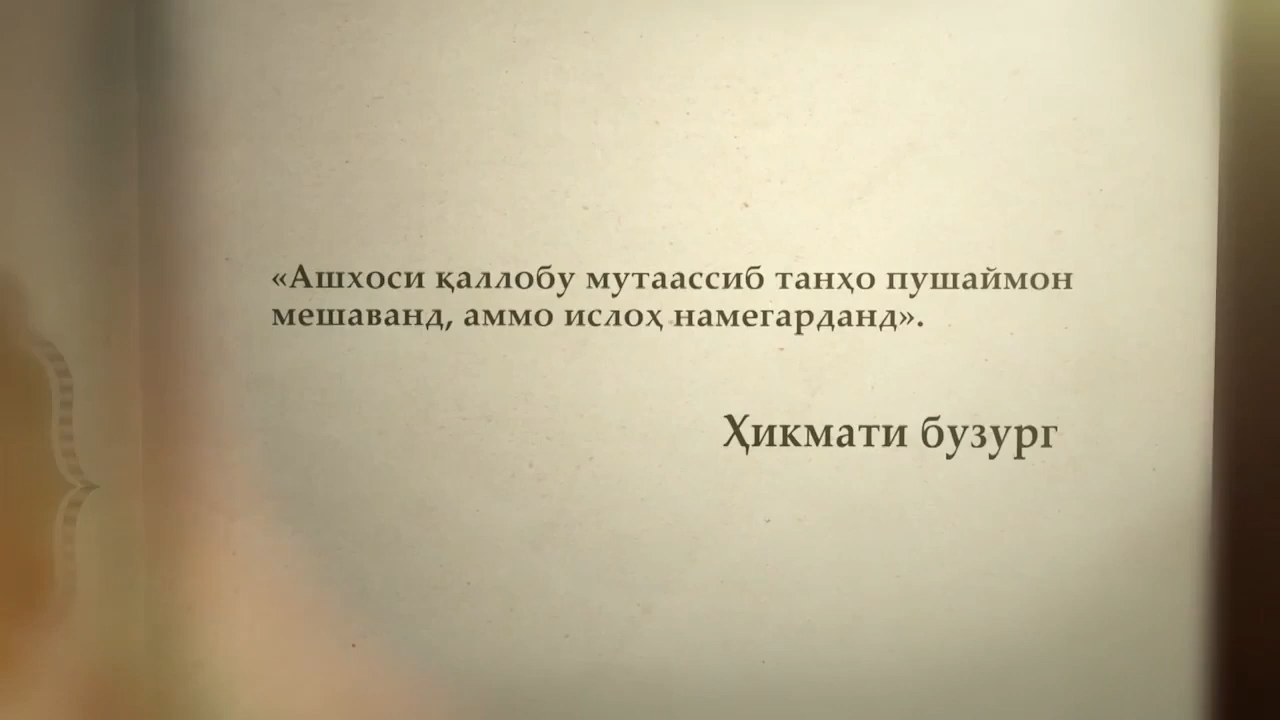 «Ашхоси қаллобу мутаассиб танҳо пушаймон
мешаванд, аммо ислоҳ намегарданд».
Ҳикмати бузург